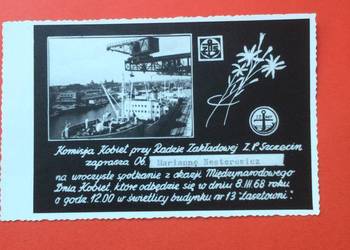 Komisja Kobiet przy Radzie Zakładowej Z.P. Szczecin
zaprasza Ob. Mariannę Nesterowicz
na uroczyste spotkanie z okazji Międzynarodowego
Dnia Kobiet, które odbędzie się w dniu 8.III 68 roku
o godz. 12.00 w świetlicy budynku nr 13 "Łasztowni".